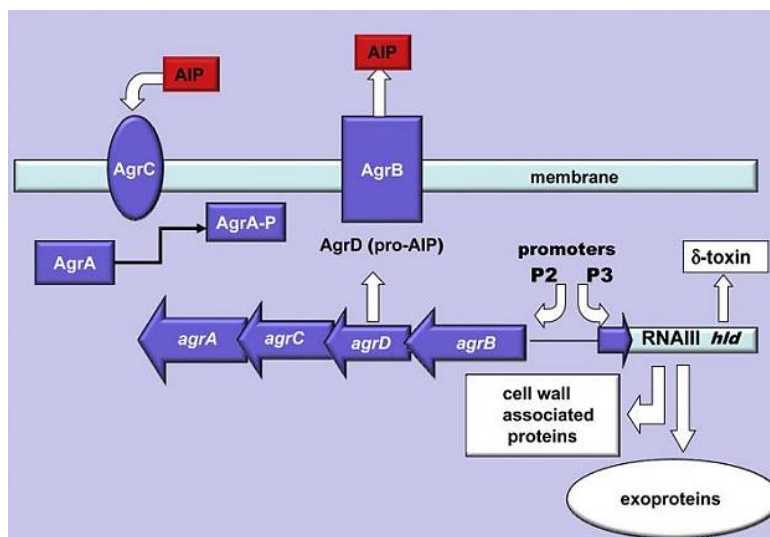 AIP
AIP
AgrC
AgrB
membrane
AgrA-P
AgrA
AgrD (pro-AIP)
promoters
P2 P3
δ-toxin
agrA
agrC
agrD
agrB
RNAIII hld
cell wall
associated
proteins
exoproteins